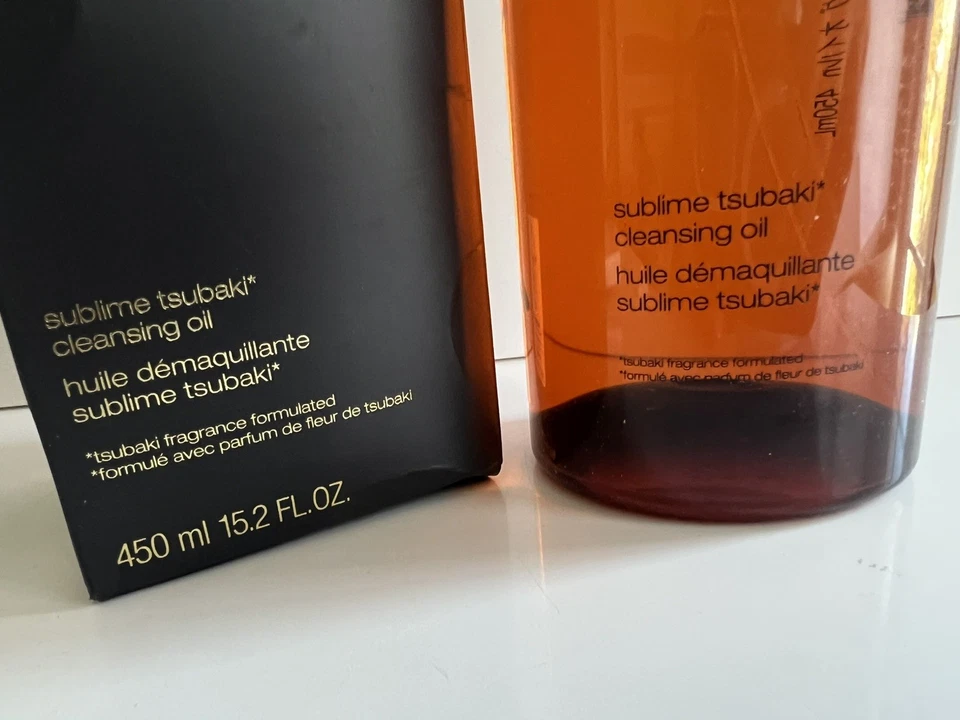 sublime tsubaki*
cleansing oil
huile démaquillante
sublime tsubaki*
*tsubaki fragrance formulated
*formulé avec parfum de fleur de tsubaki
450 ml 15.2 FL.OZ.
sublime tsubaki*
cleansing oil
huile démaquillante
sublime tsubaki*
*tsubaki fragrance formulated
*formulé avec parfum de fleur de tsubaki
450mL